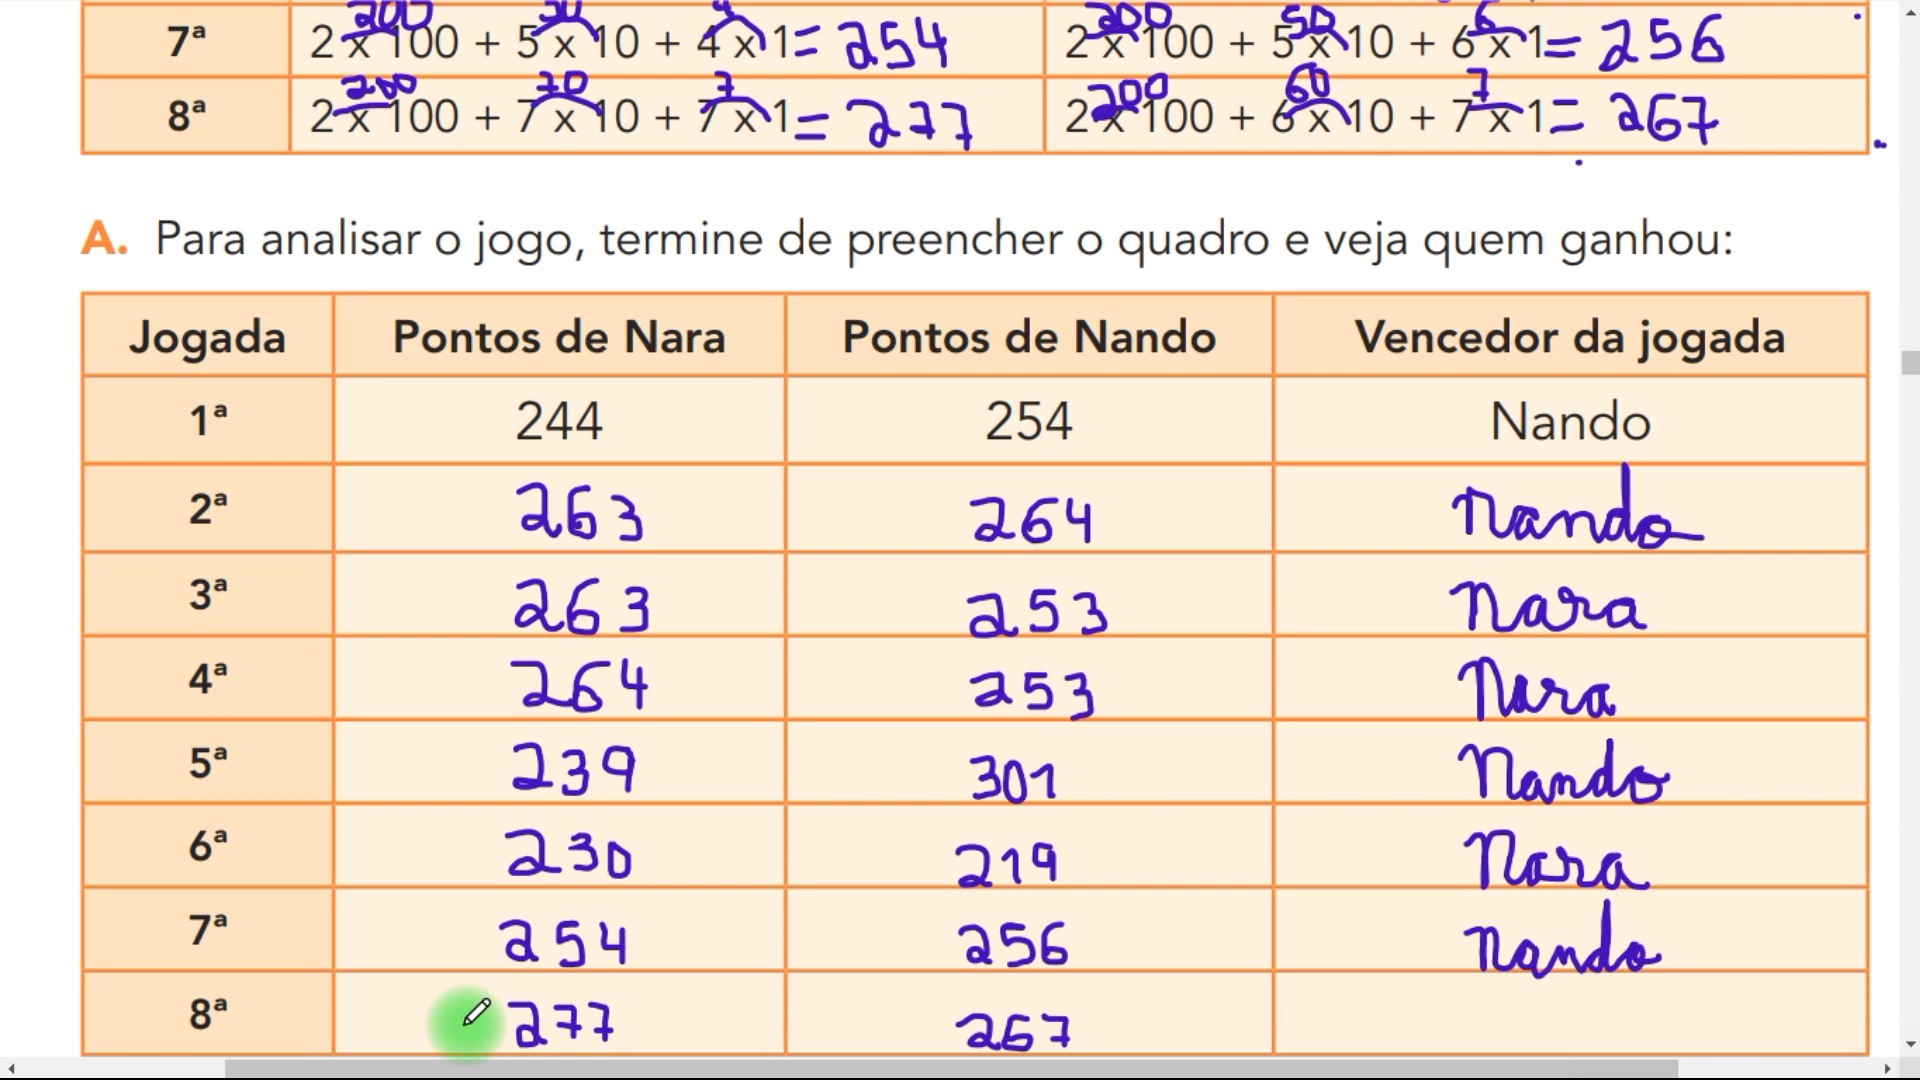 200 50 4 200 50 6
7ª 2 x 100 + 5 x 10 + 4 x 1 = 254 2 x 100 + 5 x 10 + 6 x 1 = 256
200 70 7 200 60 7
8ª 2 x 100 + 7 x 10 + 7 x 1 = 277 2 x 100 + 6 x 10 + 7 x 1 = 267
A. Para analisar o jogo, termine de preencher o quadro e veja quem ganhou:
Jogada Pontos de Nara Pontos de Nando Vencedor da jogada
1ª 244 254 Nando
2ª 263 264 Nando
3ª 263 253 Nara
4ª 264 253 Nara
5ª 239 301 Nando
6ª 230 219 Nara
7ª 254 256 Nando
8ª 277 267